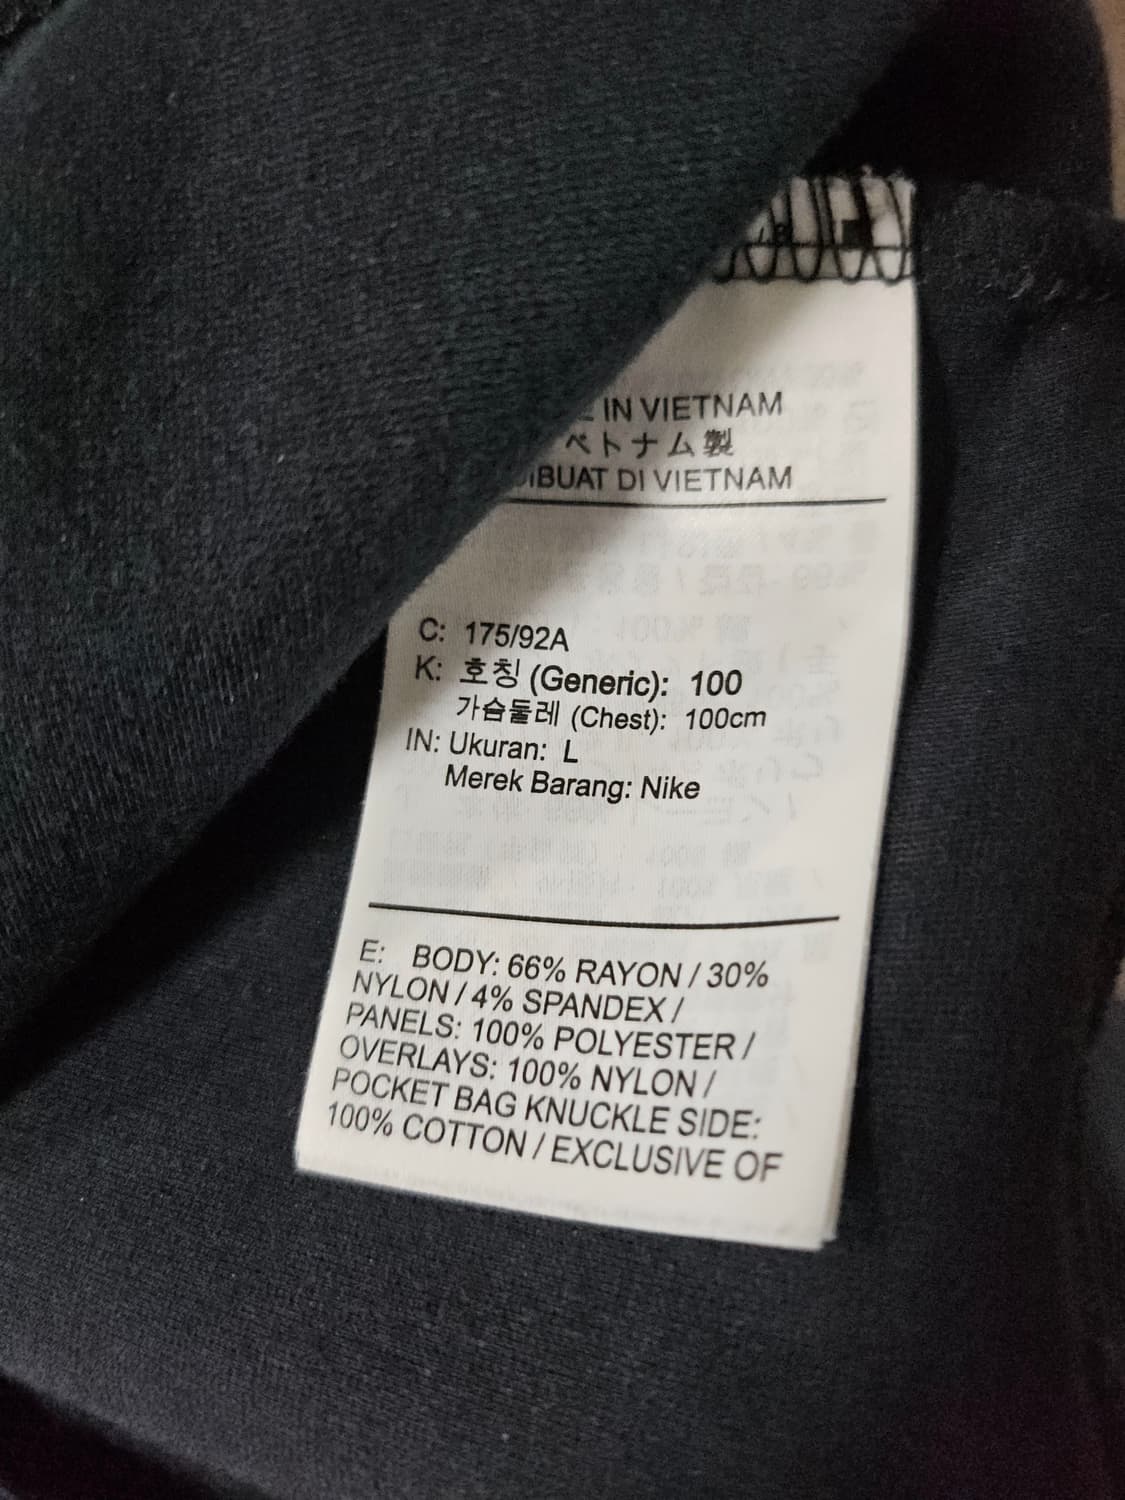 IN VIETNAM
ベトナム製
DIBUAT DI VIETNAM
C: 175/92A
K: 호칭 (Generic): 100
가슴둘레 (Chest): 100cm
IN: Ukuran: L
Merek Barang: Nike
E: BODY: 66% RAYON / 30%
NYLON / 4% SPANDEX /
PANELS: 100% POLYESTER /
OVERLAYS: 100% NYLON /
POCKET BAG KNUCKLE SIDE:
100% COTTON / EXCLUSIVE OF